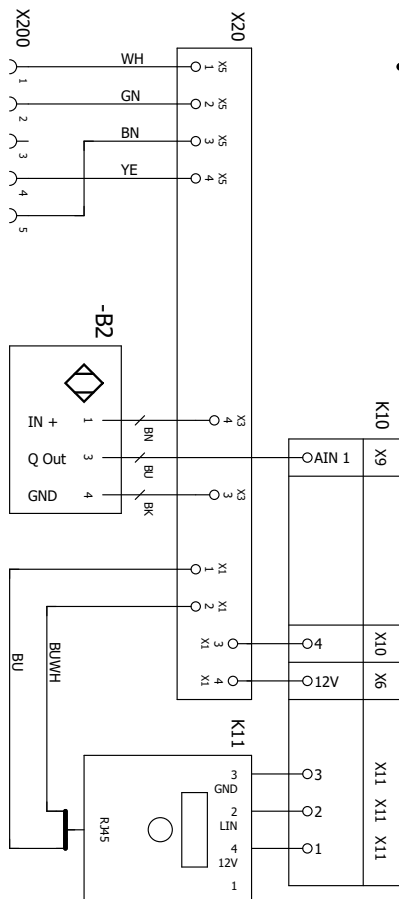 X200
X20
WH
1
1 X5
GN
2
2 X5
BN
3
3 X5
YE
4
4 X5
5
-B2
K10
IN +
1
BN
4 X3
Q Out
3
BU
AIN 1
X9
GND
4
BK
3 X3
1 X1
2 X1
X1 3
4
X10
X1 4
12V
X6
BU
BUWH
K11
3
GND
3
X11
2
LIN
2
X11
4
12V
1
X11
1
RJ45